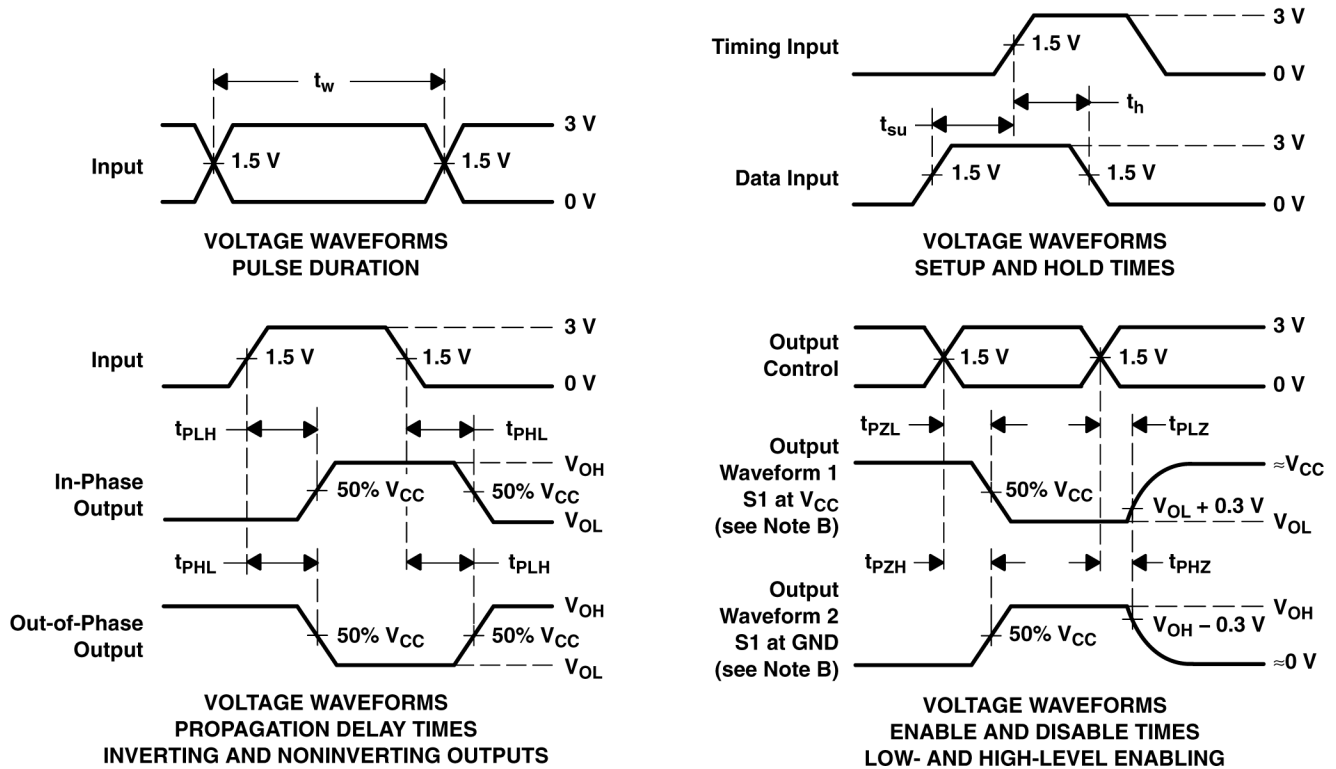 t_w
3 V
Input
1.5 V
1.5 V
0 V
VOLTAGE WAVEFORMS
PULSE DURATION
3 V
Timing Input
1.5 V
0 V
t_h
t_su
3 V
Data Input
1.5 V
1.5 V
0 V
VOLTAGE WAVEFORMS
SETUP AND HOLD TIMES
3 V
Input
1.5 V
1.5 V
0 V
t_PLH
t_PHL
V_OH
In-Phase
Output
50% V_CC
50% V_CC
V_OL
t_PHL
t_PLH
V_OH
Out-of-Phase
Output
50% V_CC
50% V_CC
V_OL
VOLTAGE WAVEFORMS
PROPAGATION DELAY TIMES
INVERTING AND NONINVERTING OUTPUTS
3 V
Output
Control
1.5 V
1.5 V
0 V
t_PZL
t_PLZ
Output
Waveform 1
S1 at V_CC
(see Note B)
≈V_CC
50% V_CC
V_OL + 0.3 V
V_OL
t_PZH
t_PHZ
Output
Waveform 2
S1 at GND
(see Note B)
V_OH
50% V_CC
V_OH – 0.3 V
≈0 V
VOLTAGE WAVEFORMS
ENABLE AND DISABLE TIMES
LOW- AND HIGH-LEVEL ENABLING